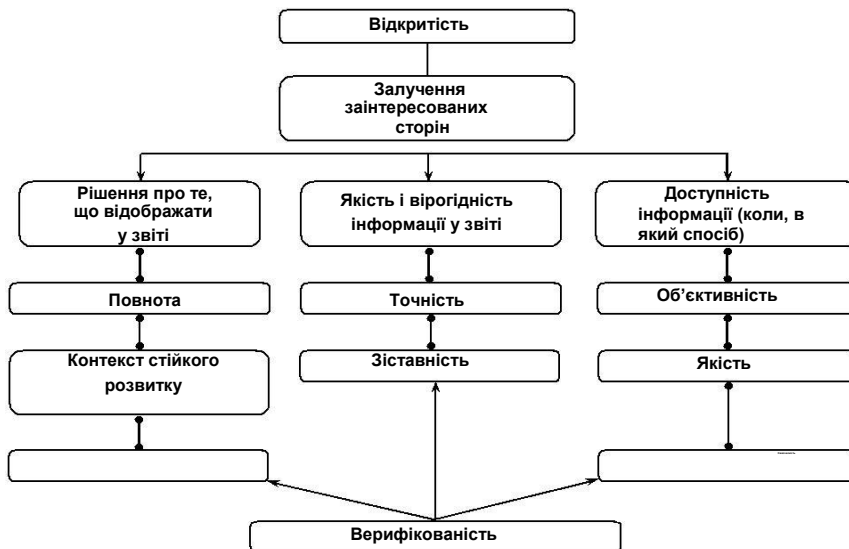 Відкритість
Залучення
заінтересованих
сторін
Рішення про те,
що відображати
у звіті
Якість і вірогідність
інформації у звіті
Доступність
інформації (коли, в
який спосіб)
Повнота
Точність
Об’єктивність
Контекст стійкого
розвитку
Зіставність
Якість
Верифікованість